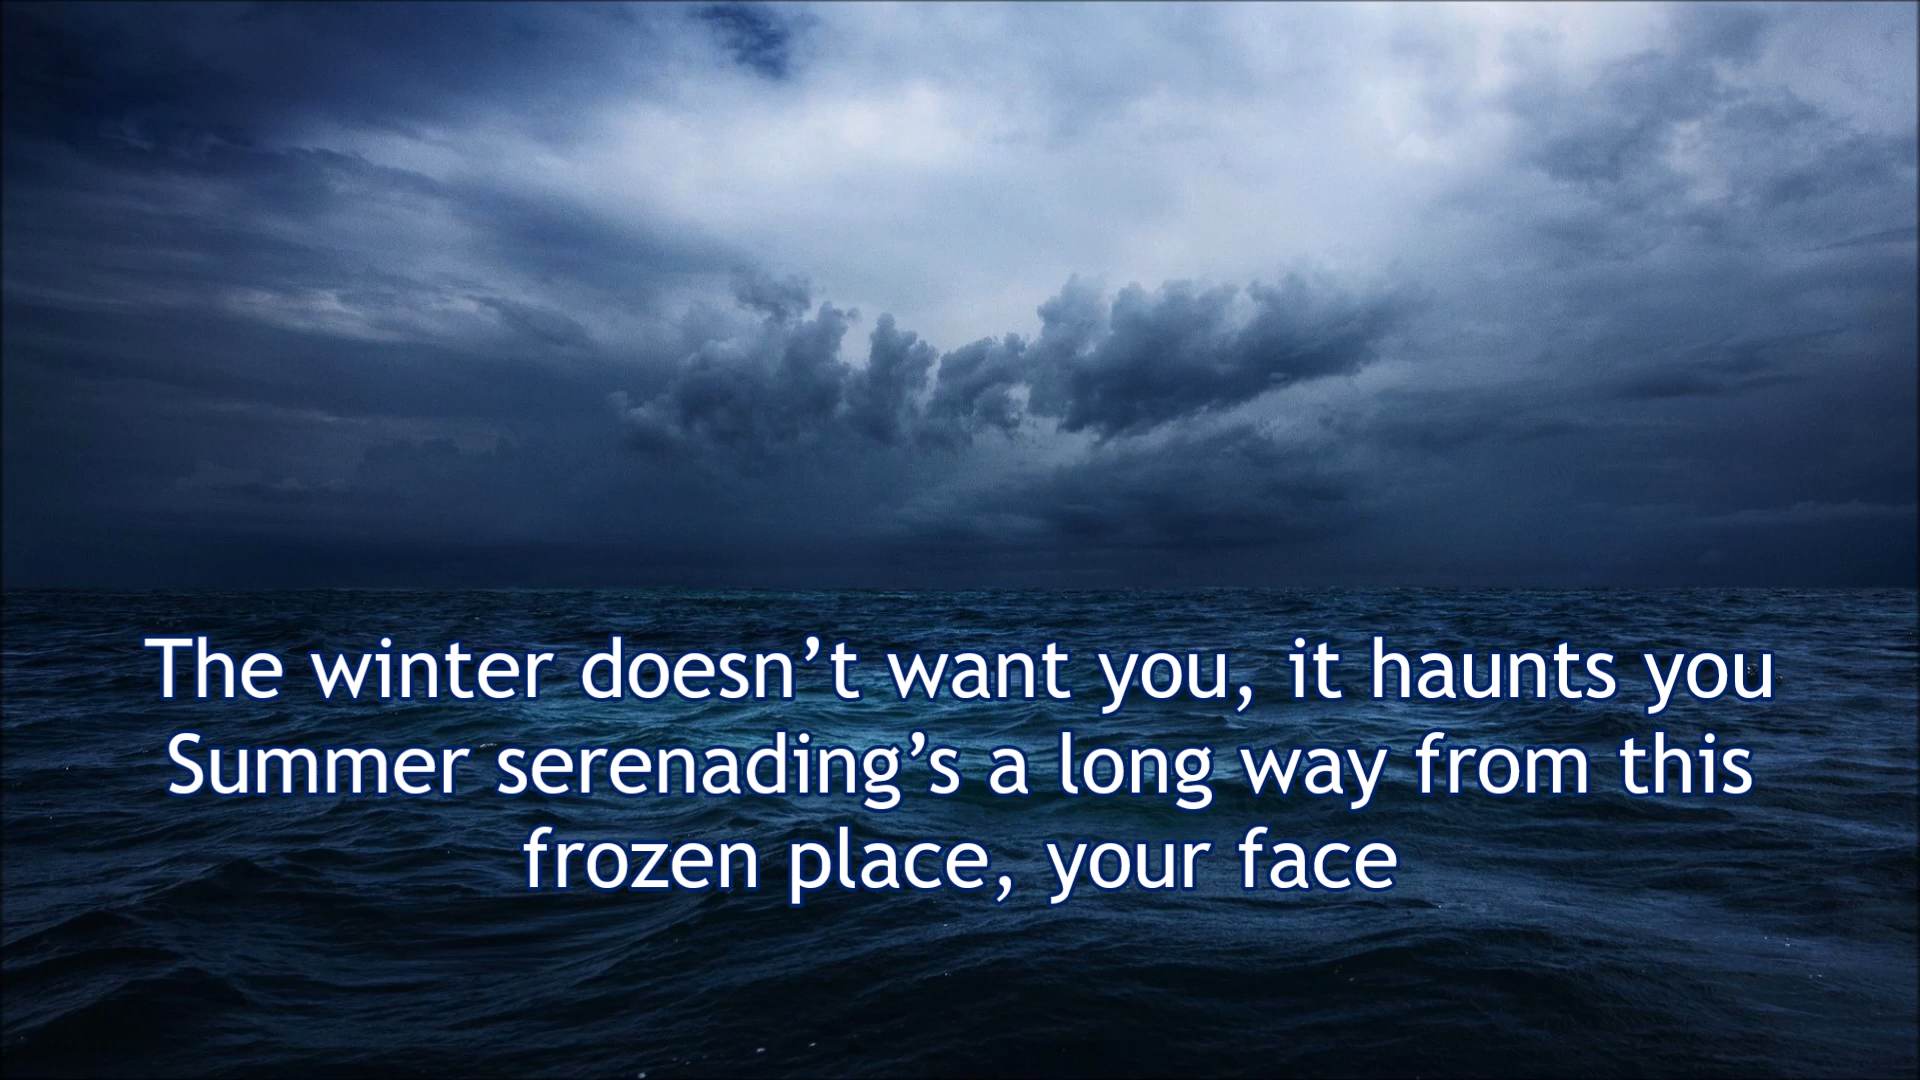 The winter doesn’t want you, it haunts you
Summer serenading’s a long way from this
frozen place, your face